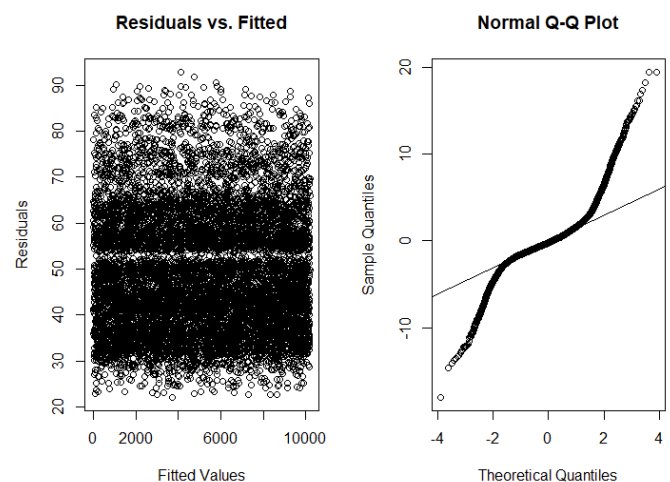 Residuals vs. Fitted
Residuals
90
80
70
60
50
40
30
20
0 2000 6000 10000
Fitted Values
Normal Q-Q Plot
Sample Quantiles
20
10
0
-10
-4 -2 0 2 4
Theoretical Quantiles